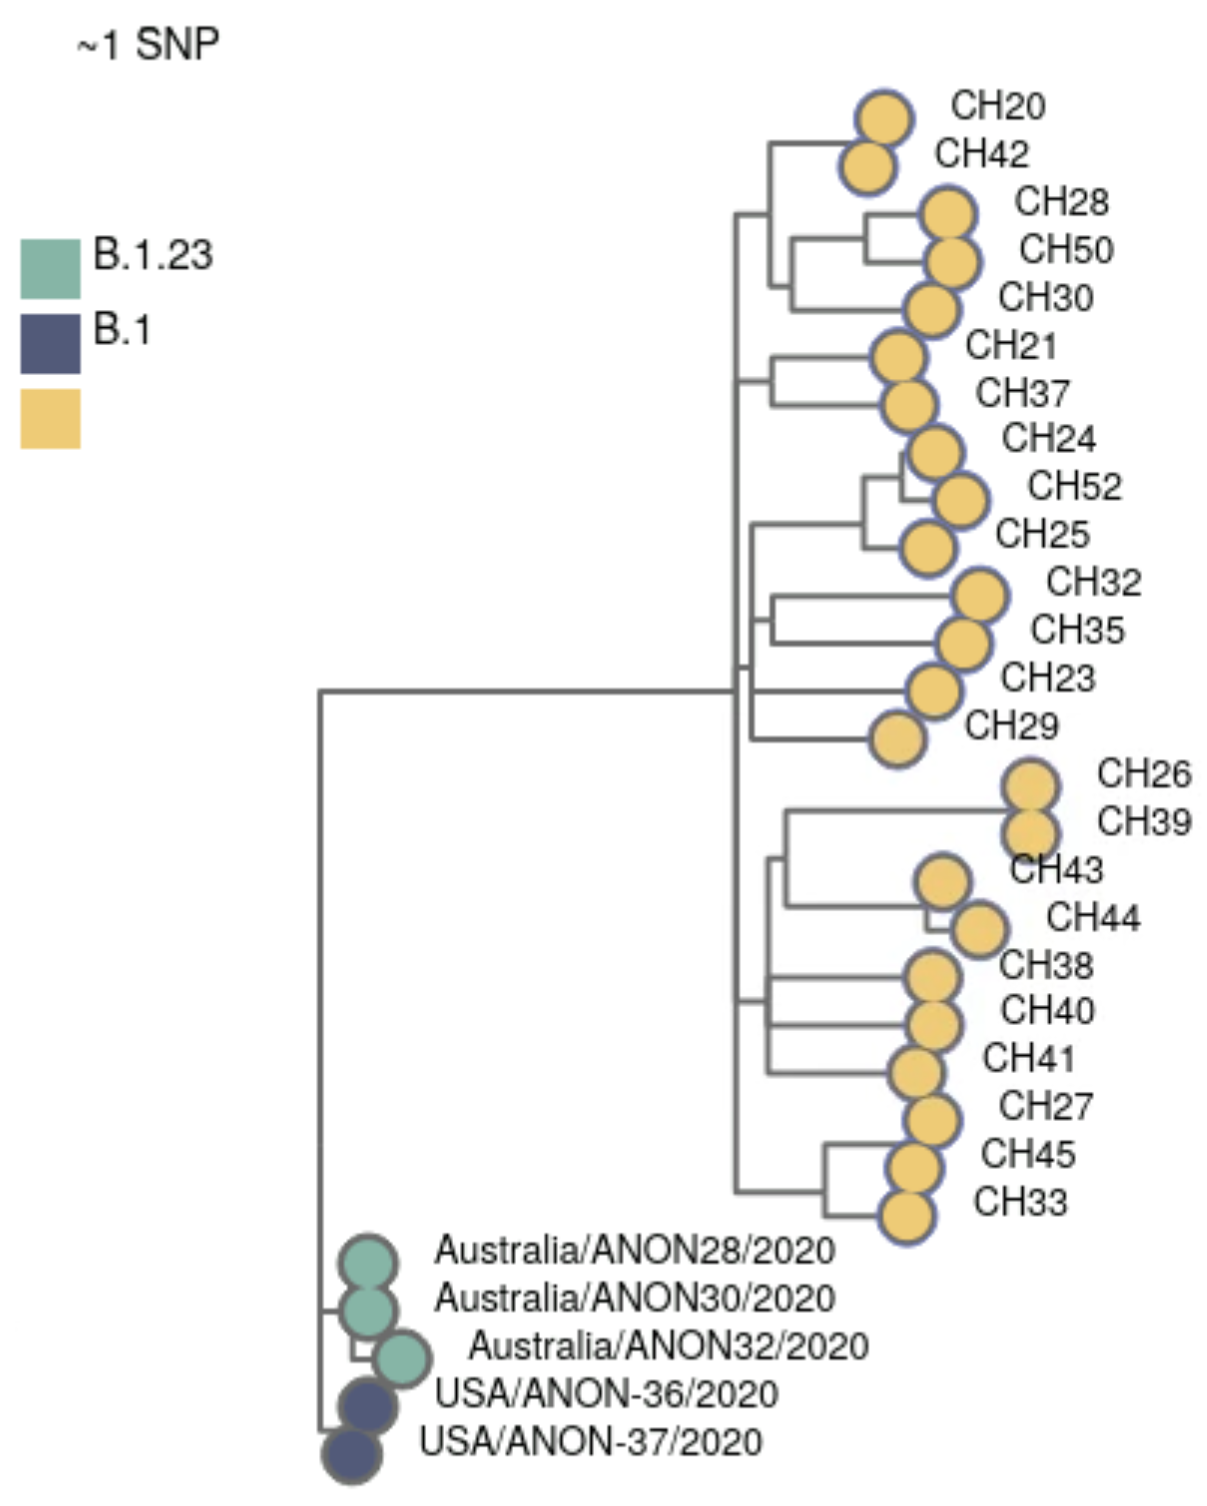 ~1 SNP
B.1.23
B.1
CH20
CH42
CH28
CH50
CH30
CH21
CH37
CH24
CH52
CH25
CH32
CH35
CH23
CH29
CH26
CH39
CH43
CH44
CH38
CH40
CH41
CH27
CH45
CH33
Australia/ANON28/2020
Australia/ANON30/2020
Australia/ANON32/2020
USA/ANON-36/2020
USA/ANON-37/2020